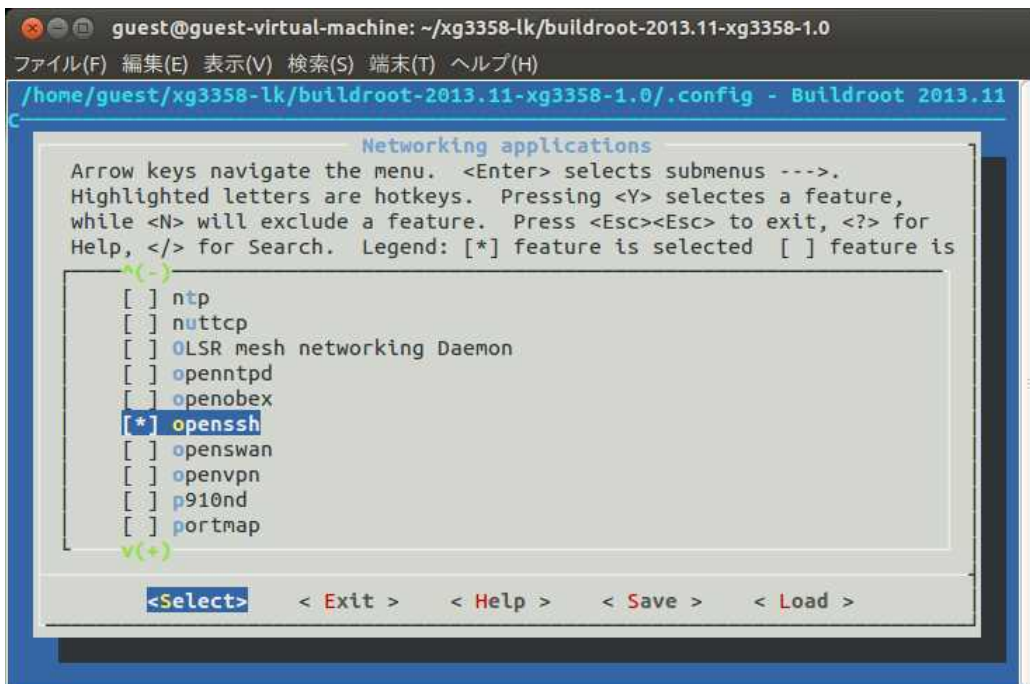 guest@guest-virtual-machine: ~/xg3358-lk/buildroot-2013.11-xg3358-1.0
ファイル(F) 編集(E) 表示(V) 検索(S) 端末(T) ヘルプ(H)
/home/guest/xg3358-lk/buildroot-2013.11-xg3358-1.0/.config - Buildroot 2013.11
C
Networking applications
Arrow keys navigate the menu. <Enter> selects submenus --->.
Highlighted letters are hotkeys. Pressing <Y> selectes a feature,
while <N> will exclude a feature. Press <Esc><Esc> to exit, <?> for
Help, </> for Search. Legend: [*] feature is selected [ ] feature is
^(-)
[ ] ntp
[ ] nuttcp
[ ] OLSR mesh networking Daemon
[ ] openntpd
[ ] openobex
[*] openssh
[ ] openswan
[ ] openvpn
[ ] p910nd
[ ] portmap
v(+)
<Select> < Exit > < Help > < Save > < Load >